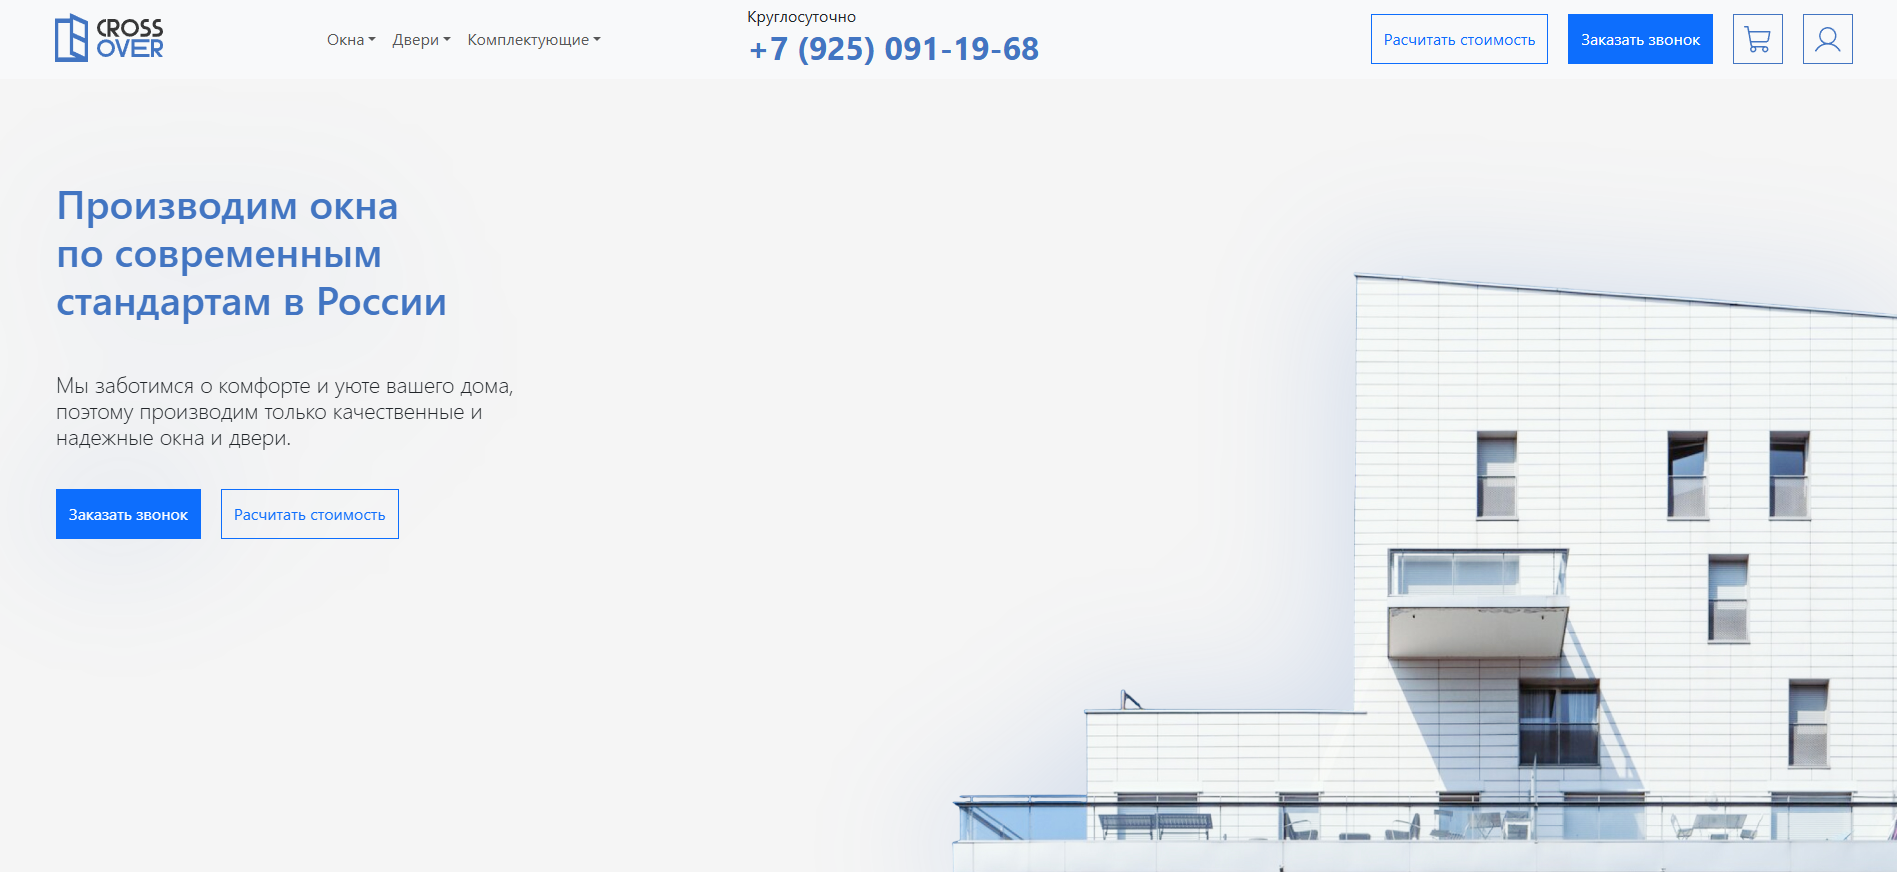 CROSS
OVER
Окна
Двери
Комплектующие
Круглосуточно
+7 (925) 091-19-68
Расчитать стоимость
Заказать звонок
Производим окна
по современным
стандартам в России
Мы заботимся о комфорте и уюте вашего дома,
поэтому производим только качественные и
надежные окна и двери.
Заказать звонок
Расчитать стоимость